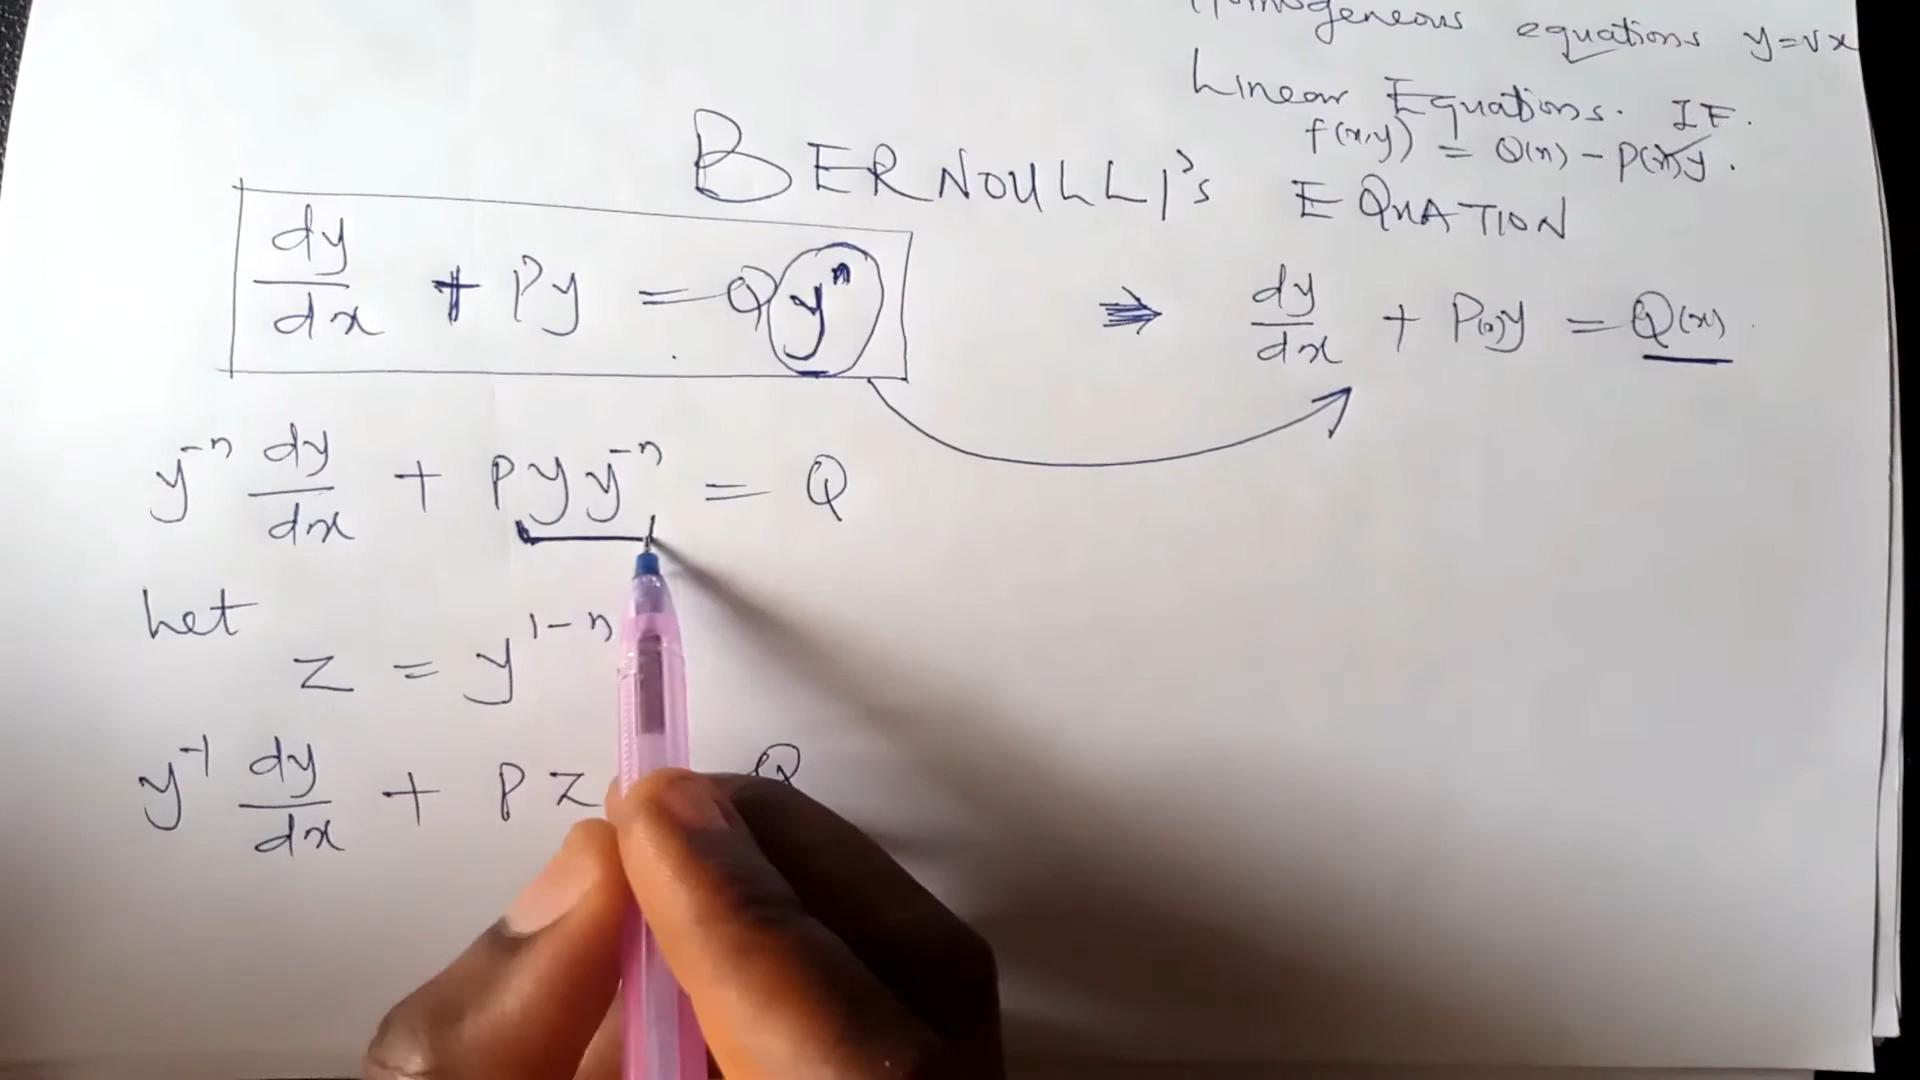 Homogeneous equations y=vx
Linear Equations. IF.
f(x,y) = Q(x) - P(x)y.
BERNOULLI's EQUATION
dy/dx + Py = Qy^n
⇒ dy/dx + P(x)y = Q(x)
y^-n dy/dx + Pyy^-n = Q
Let
z = y^1-n
y^-1 dy/dx + Pz Q